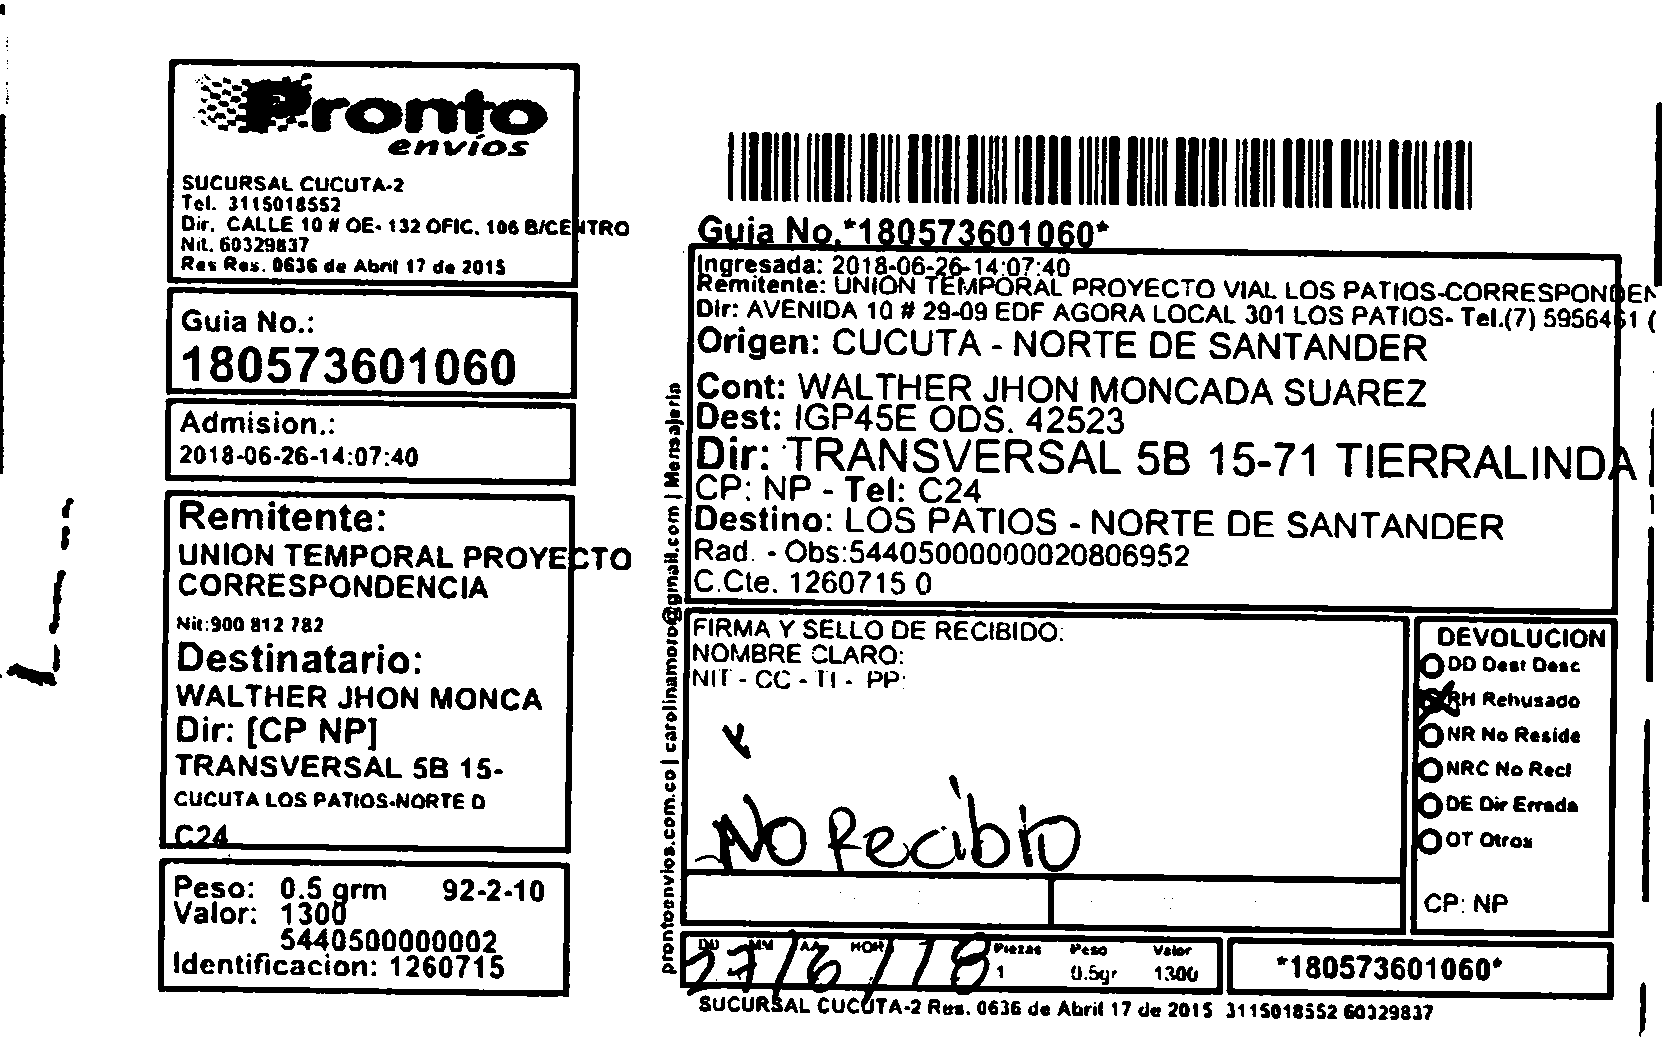 Pronto
envíos
SUCURSAL CUCUTA-2
Tel. 3115018552
Dir. CALLE 10 # OE- 132 OFIC. 106 B/CENTRO
Nit. 60329837
Res Res. 0636 de Abril 17 de 2015
Guia No.:
180573601060
Admision.:
2018-06-26-14:07:40
Remitente:
UNION TEMPORAL PROYECTO
CORRESPONDENCIA
Nit:900 812 782
Destinatario:
WALTHER JHON MONCA
Dir: [CP NP]
TRANSVERSAL 5B 15-
CUCUTA LOS PATIOS-NORTE D
C24
Peso: 0.5 grm 92-2-10
Valor: 1300
5440500000002
Identificacion: 1260715
prontoenvios.com.co | carolinamoro@gmail.com | Mensajeria
Guia No.*180573601060*
Ingresada: 2018-06-26-14:07:40
Remitente: UNION TEMPORAL PROYECTO VIAL LOS PATIOS-CORRESPONDEN
Dir: AVENIDA 10 # 29-09 EDF AGORA LOCAL 301 LOS PATIOS- Tel.(7) 5956461 (
Origen: CUCUTA - NORTE DE SANTANDER
Cont: WALTHER JHON MONCADA SUAREZ
Dest: IGP45E ODS. 42523
Dir: TRANSVERSAL 5B 15-71 TIERRALINDA
CP: NP - Tel: C24
Destino: LOS PATIOS - NORTE DE SANTANDER
Rad. - Obs:54405000000020806952
C.Cte. 1260715 0
FIRMA Y SELLO DE RECIBIDO:
NOMBRE CLARO:
NIT - CC - TI - PP:
No Recibio
DEVOLUCION
DD Dest Desc
RH Rehusado
NR No Reside
NRC No Recl
DE Dir Errada
OT Otros
CP: NP
DD MM AA HOR Piezas Peso Valor
27/6/18 1 0.5gr 1300
*180573601060*
SUCURSAL CUCUTA-2 Res. 0636 de Abril 17 de 2015 3115018552 60329837